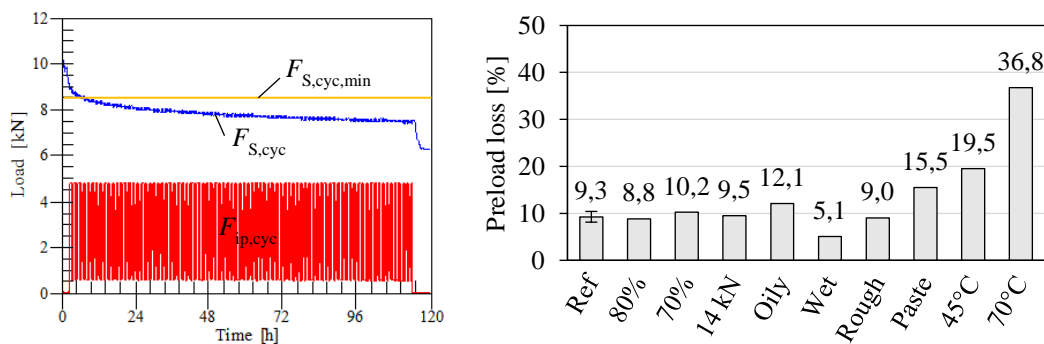 12
10
8
6
4
2
0
Load [kN]
F_S,cyc,min
F_S,cyc
F_ip,cyc
0 24 48 72 96 120
Time [h]
50
40
30
20
10
0
Preload loss [%]
9,3
8,8
10,2
9,5
12,1
5,1
9,0
15,5
19,5
36,8
Ref
80%
70%
14 kN
Oily
Wet
Rough
Paste
45°C
70°C